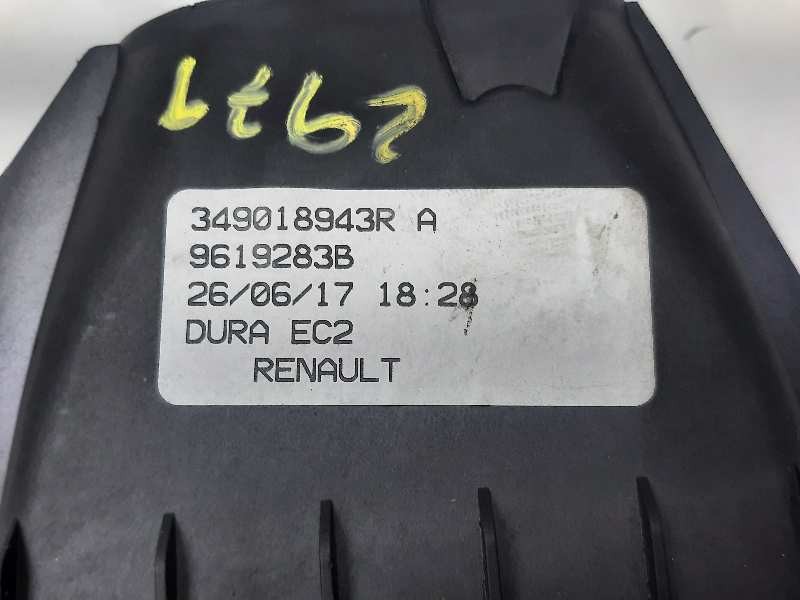 349018943R A
9619283B
26/06/17 18:28
DURA EC2
RENAULT